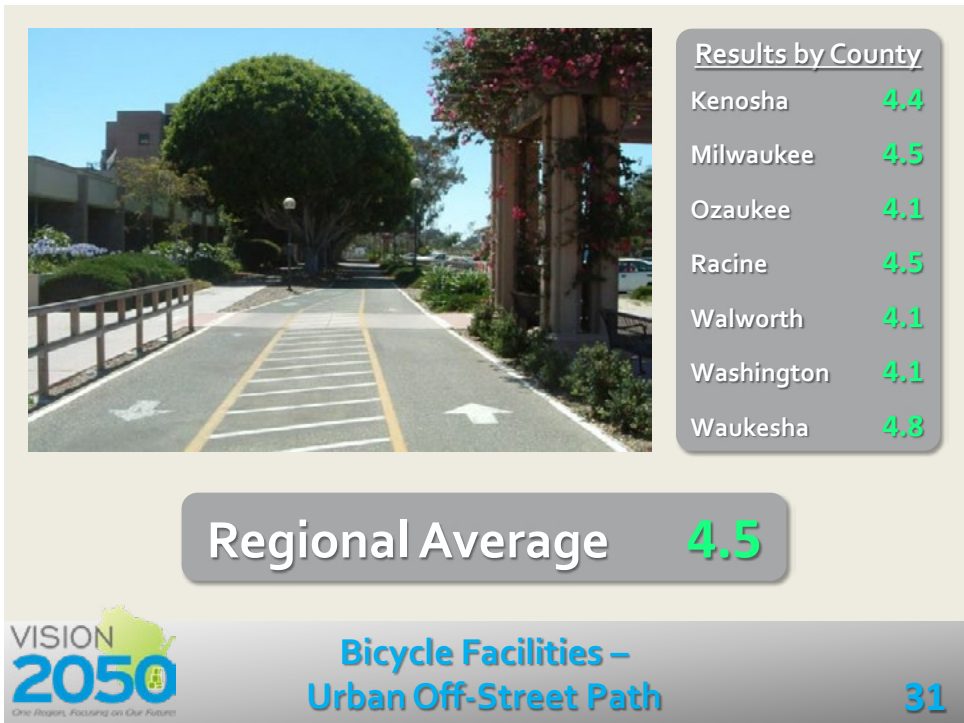 Results by County
Kenosha 4.4
Milwaukee 4.5
Ozaukee 4.1
Racine 4.5
Walworth 4.1
Washington 4.1
Waukesha 4.8
Regional Average 4.5
VISION
2050
One Region, Focusing on Our Future
Bicycle Facilities –
Urban Off-Street Path
31